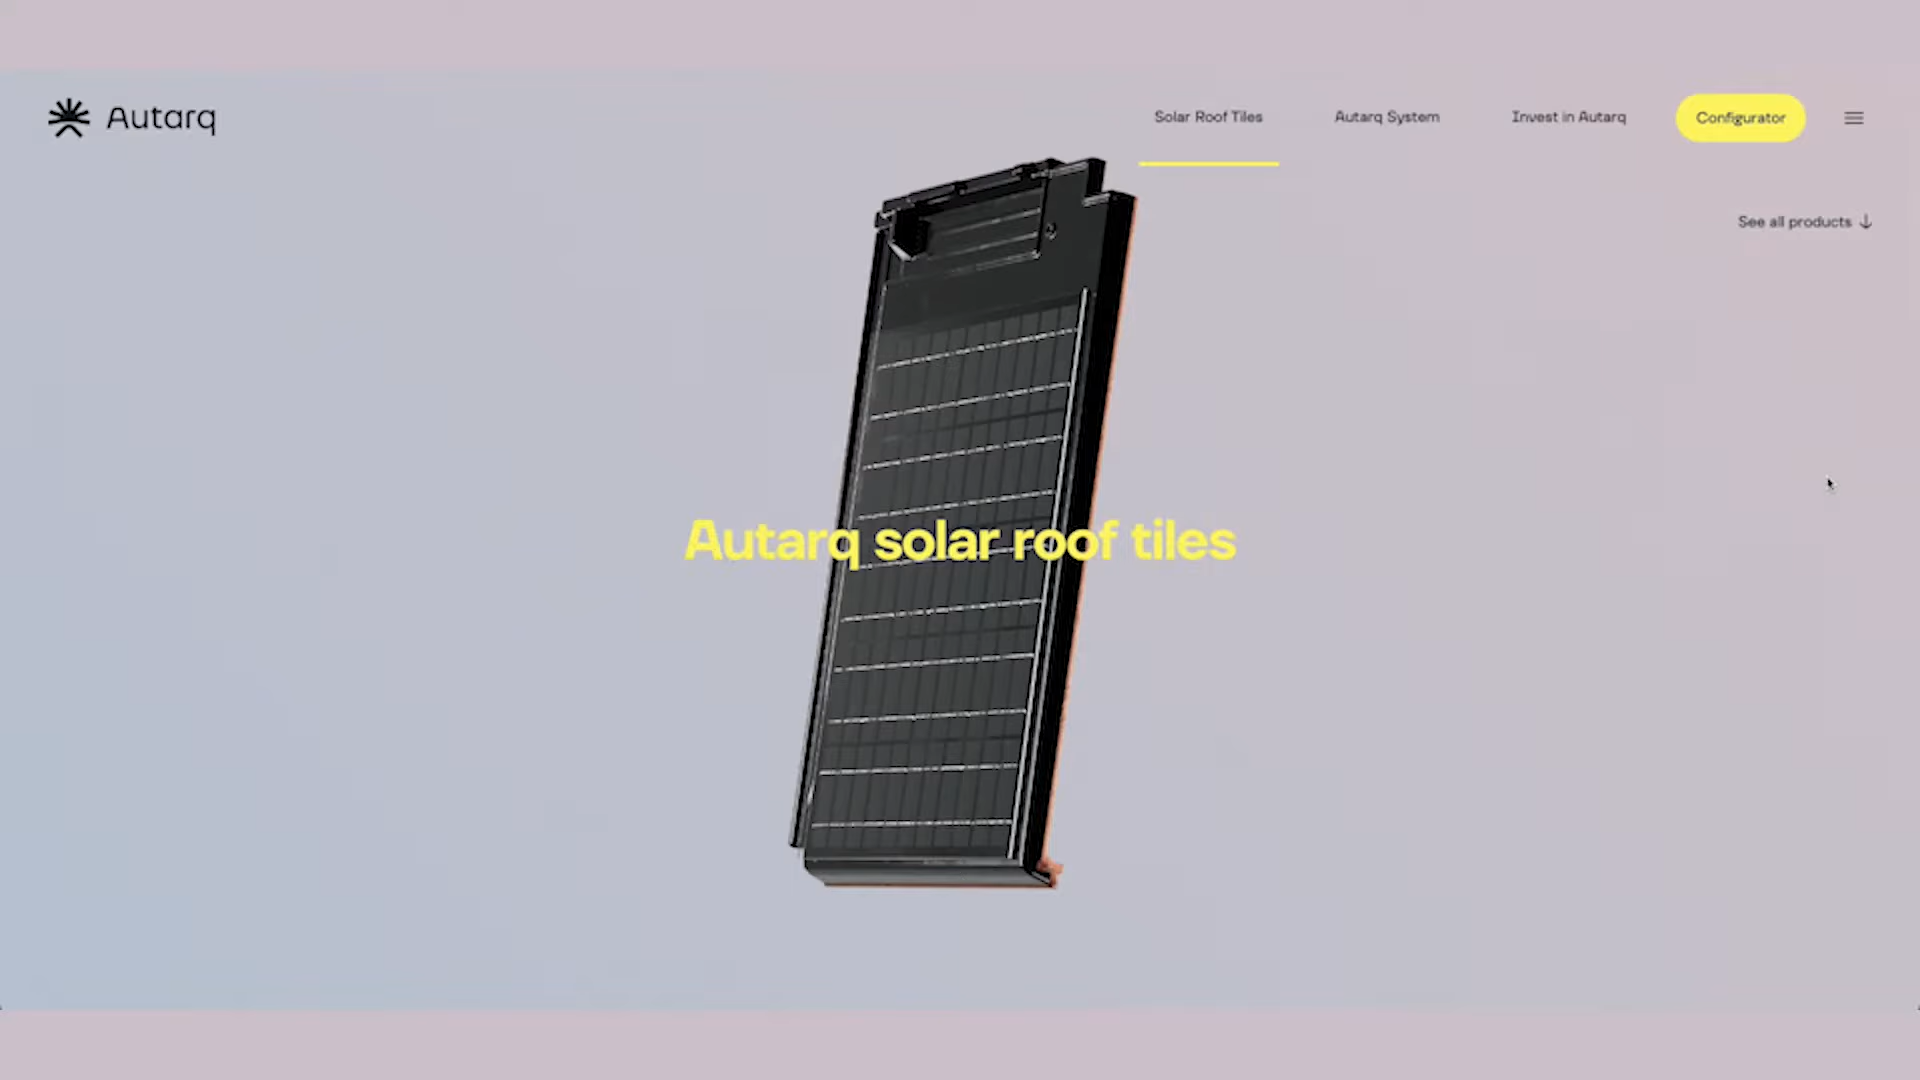 Autarq
Solar Roof Tiles
Autarq System
Invest in Autarq
Configurator
See all products ↓
Autarq solar roof tiles